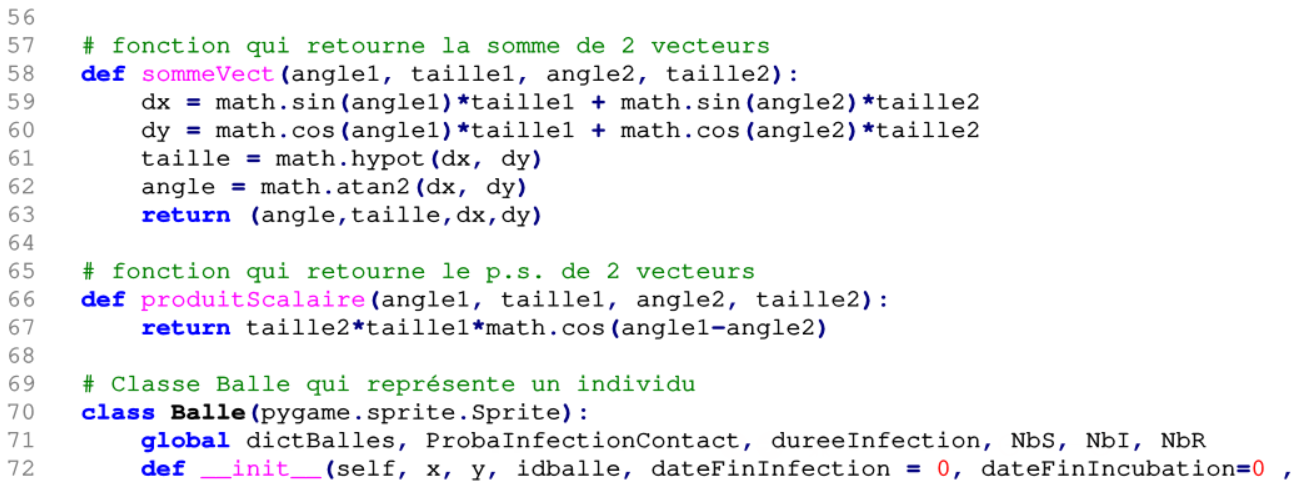 56
57 # fonction qui retourne la somme de 2 vecteurs
58 def sommeVect(angle1, taille1, angle2, taille2):
59     dx = math.sin(angle1)*taille1 + math.sin(angle2)*taille2
60     dy = math.cos(angle1)*taille1 + math.cos(angle2)*taille2
61     taille = math.hypot(dx, dy)
62     angle = math.atan2(dx, dy)
63     return (angle,taille,dx,dy)
64
65 # fonction qui retourne le p.s. de 2 vecteurs
66 def produitScalaire(angle1, taille1, angle2, taille2):
67     return taille2*taille1*math.cos(angle1-angle2)
68
69 # Classe Balle qui représente un individu
70 class Balle(pygame.sprite.Sprite):
71     global dictBalles, ProbaInfectionContact, dureeInfection, NbS, NbI, NbR
72     def __init__(self, x, y, idballe, dateFinInfection = 0, dateFinIncubation=0 ,